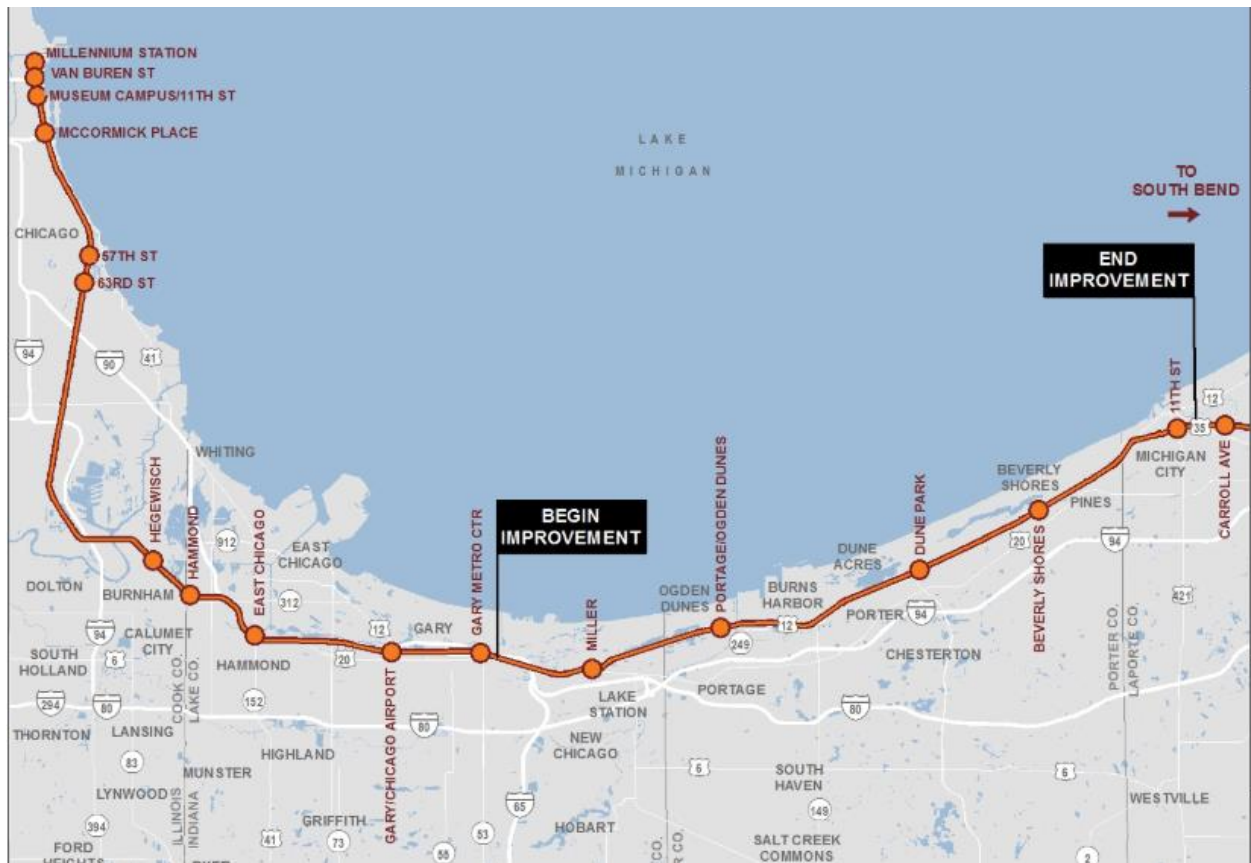 MILLENNIUM STATION
VAN BUREN ST
MUSEUM CAMPUS/11TH ST
MCCORMICK PLACE
LAKE
MICHIGAN
TO
SOUTH BEND
CHICAGO
57TH ST
63RD ST
END
IMPROVEMENT
94
90
41
11TH ST
12
35
CARROLL AVE
MICHIGAN
CITY
WHITING
BEVERLY
SHORES
PINES
HEGEWISCH
HAMMOND
912
EAST CHICAGO
EAST
CHICAGO
312
GARY METRO CTR
BEGIN
IMPROVEMENT
PORTAGE/OGDEN DUNES
DUNE PARK
BEVERLY SHORES
20
94
DOLTON
BURNHAM
OGDEN
DUNES
BURNS
HARBOR
DUNE
ACRES
PORTER
94
421
94
CALUMET
CITY
12
GARY
MILLER
12
249
CHESTERTON
SOUTH
HOLLAND
6
HAMMOND
20
PORTER CO.
LAPORTE CO.
COOK CO.
LAKE CO.
294
80
152
GARY/CHICAGO AIRPORT
80
LAKE
STATION
PORTAGE
80
THORNTON
LANSING
HIGHLAND
NEW
CHICAGO
83
MUNSTER
6
SOUTH
HAVEN
6
LYNWOOD
ILLINOIS
INDIANA
65
WESTVILLE
394
GRIFFITH
149
FORD
HEIGHTS
41
73
55
53
HOBART
CO.
CO.
SALT CREEK
COMMONS
2